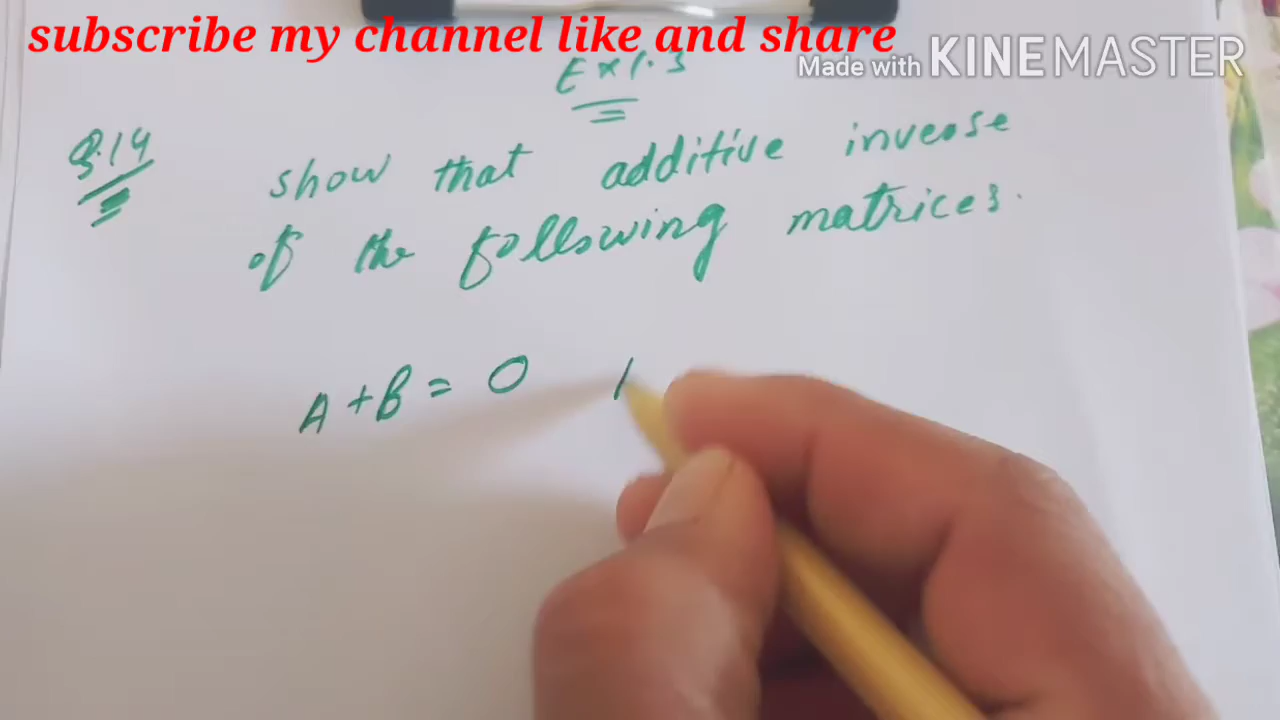 subscribe my channel like and share
Made with KINEMASTER
Ex 1.3
Q.14 show that additive inverse
of the following matrices.
A + B = 0